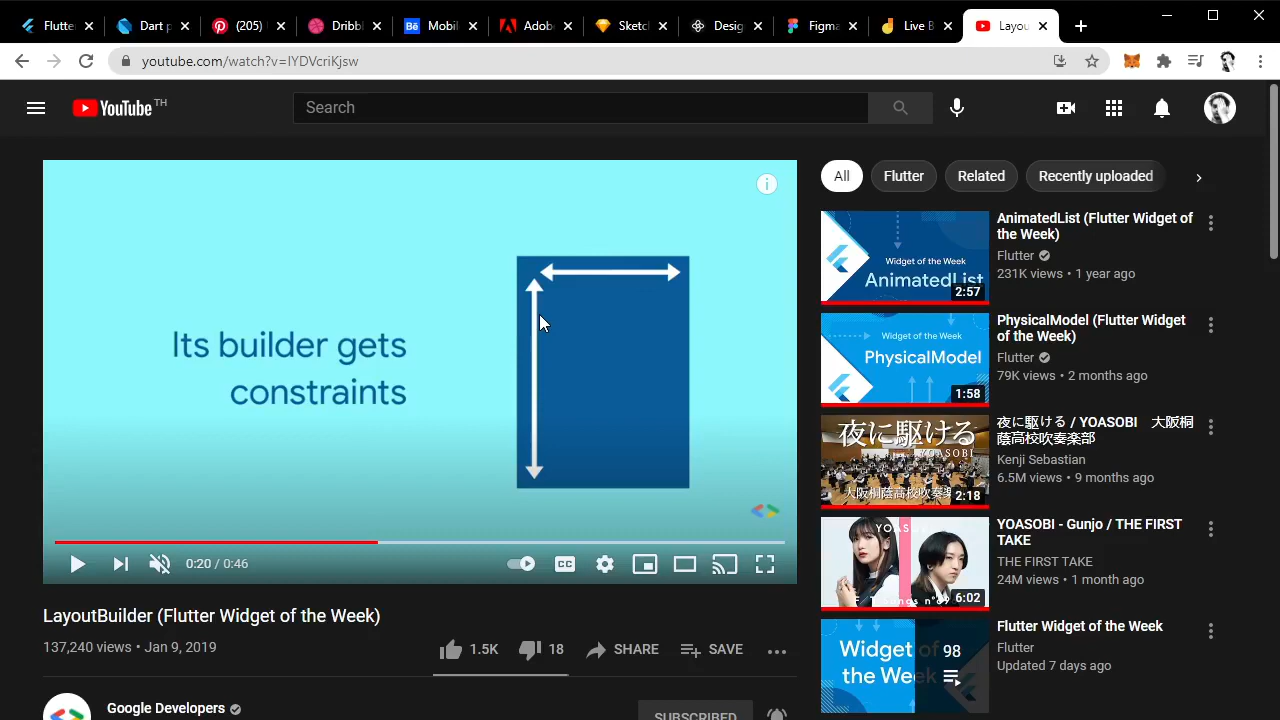 Flutte
Dart p
(205)
Dribb
Mobil
Adob
Sketc
Desig
Figma
Live B
Layou
youtube.com/watch?v=IYDVcriKjsw
YouTube TH
Search
Its builder gets
constraints
0:20 / 0:46
CC
LayoutBuilder (Flutter Widget of the Week)
137,240 views • Jan 9, 2019
1.5K
18
SHARE
SAVE
Google Developers
SUBSCRIBED
All
Flutter
Related
Recently uploaded
Widget of the Week
AnimatedList
2:57
AnimatedList (Flutter Widget of
the Week)
Flutter
231K views • 1 year ago
Widget of the Week
PhysicalModel
1:58
PhysicalModel (Flutter Widget
of the Week)
Flutter
79K views • 2 months ago
夜に駆ける
YOASOBI
2:18
夜に駆ける / YOASOBI 大阪桐
蔭高校吹奏楽部
Kenji Sebastian
6.5M views • 9 months ago
YOASOBI
6:02
YOASOBI - Gunjo / THE FIRST
TAKE
THE FIRST TAKE
24M views • 1 month ago
Widget of
the Week
98
Flutter Widget of the Week
Flutter
Updated 7 days ago